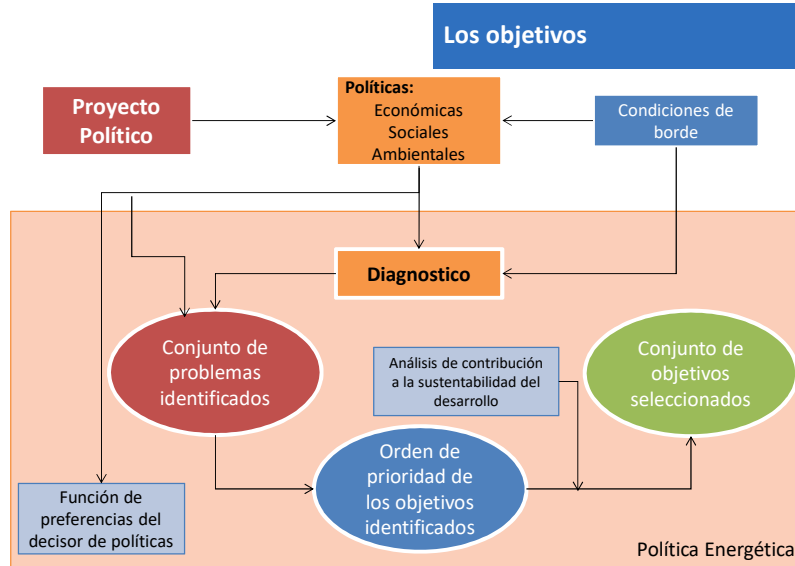 Los objetivos
Proyecto
Político
Políticas:
Económicas
Sociales
Ambientales
Condiciones de
borde
Diagnostico
Conjunto de
problemas
identificados
Análisis de contribución
a la sustentabilidad del
desarrollo
Conjunto de
objetivos
seleccionados
Orden de
prioridad de
los objetivos
identificados
Función de
preferencias del
decisor de políticas
Política Energética